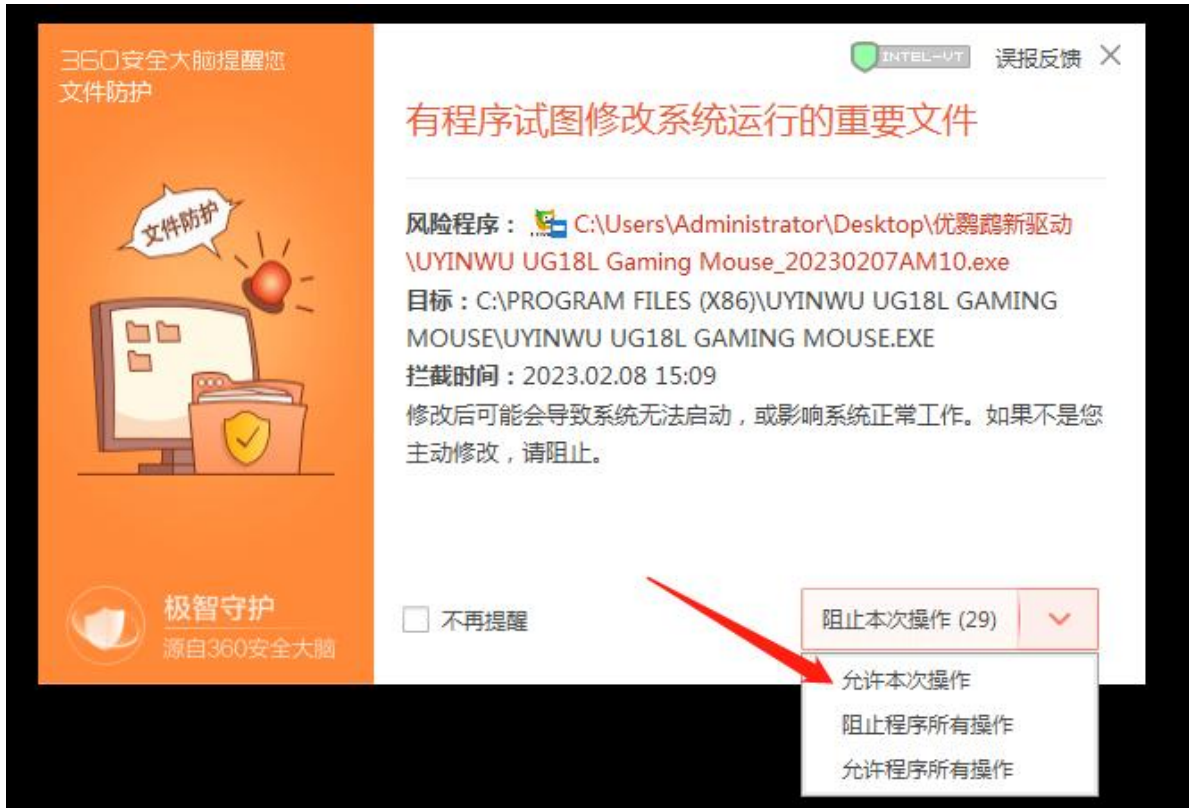 360安全大脑提醒您
文件防护
INTEL-VT
误报反馈
有程序试图修改系统运行的重要文件
文件防护
风险程序： C:\Users\Administrator\Desktop\优鹦鹉新驱动
\UYINWU UG18L Gaming Mouse_20230207AM10.exe
目标：C:\PROGRAM FILES (X86)\UYINWU UG18L GAMING
MOUSE\UYINWU UG18L GAMING MOUSE.EXE
拦截时间：2023.02.08 15:09
修改后可能会导致系统无法启动，或影响系统正常工作。如果不是您
主动修改，请阻止。
极智守护
源自360安全大脑
不再提醒
阻止本次操作 (29)
允许本次操作
阻止程序所有操作
允许程序所有操作